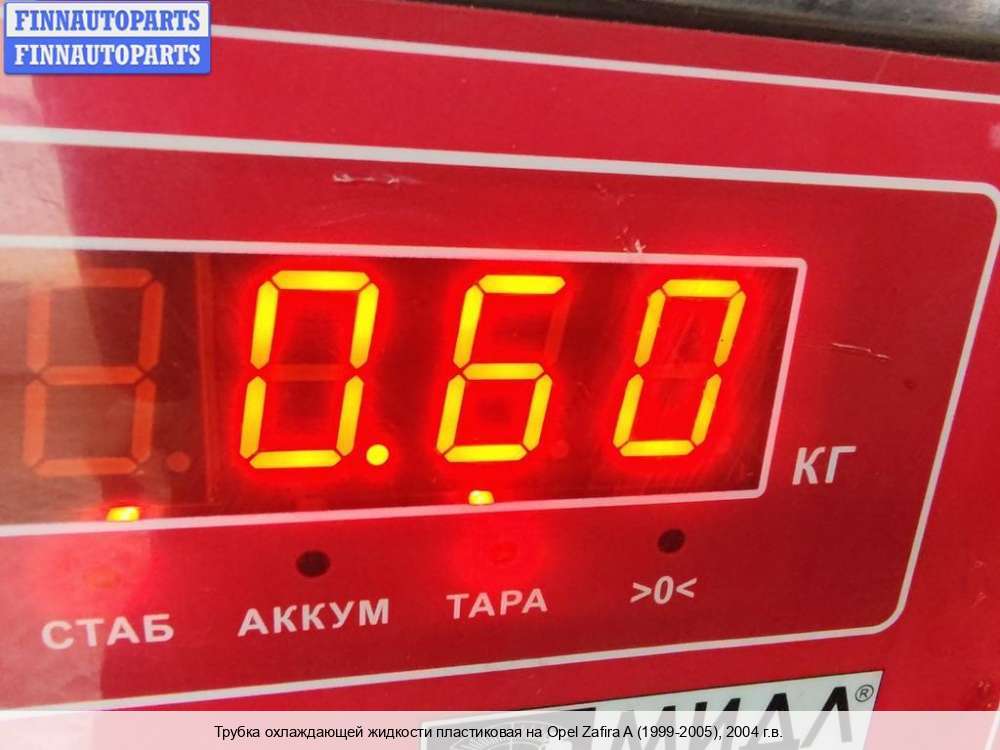 FINNAUTOPARTS
FINNAUTOPARTS
0.60
КГ
СТАБ АККУМ ТАРА >0<
МИДЛ®
Трубка охлаждающей жидкости пластиковая на Opel Zafira A (1999-2005), 2004 г.в.